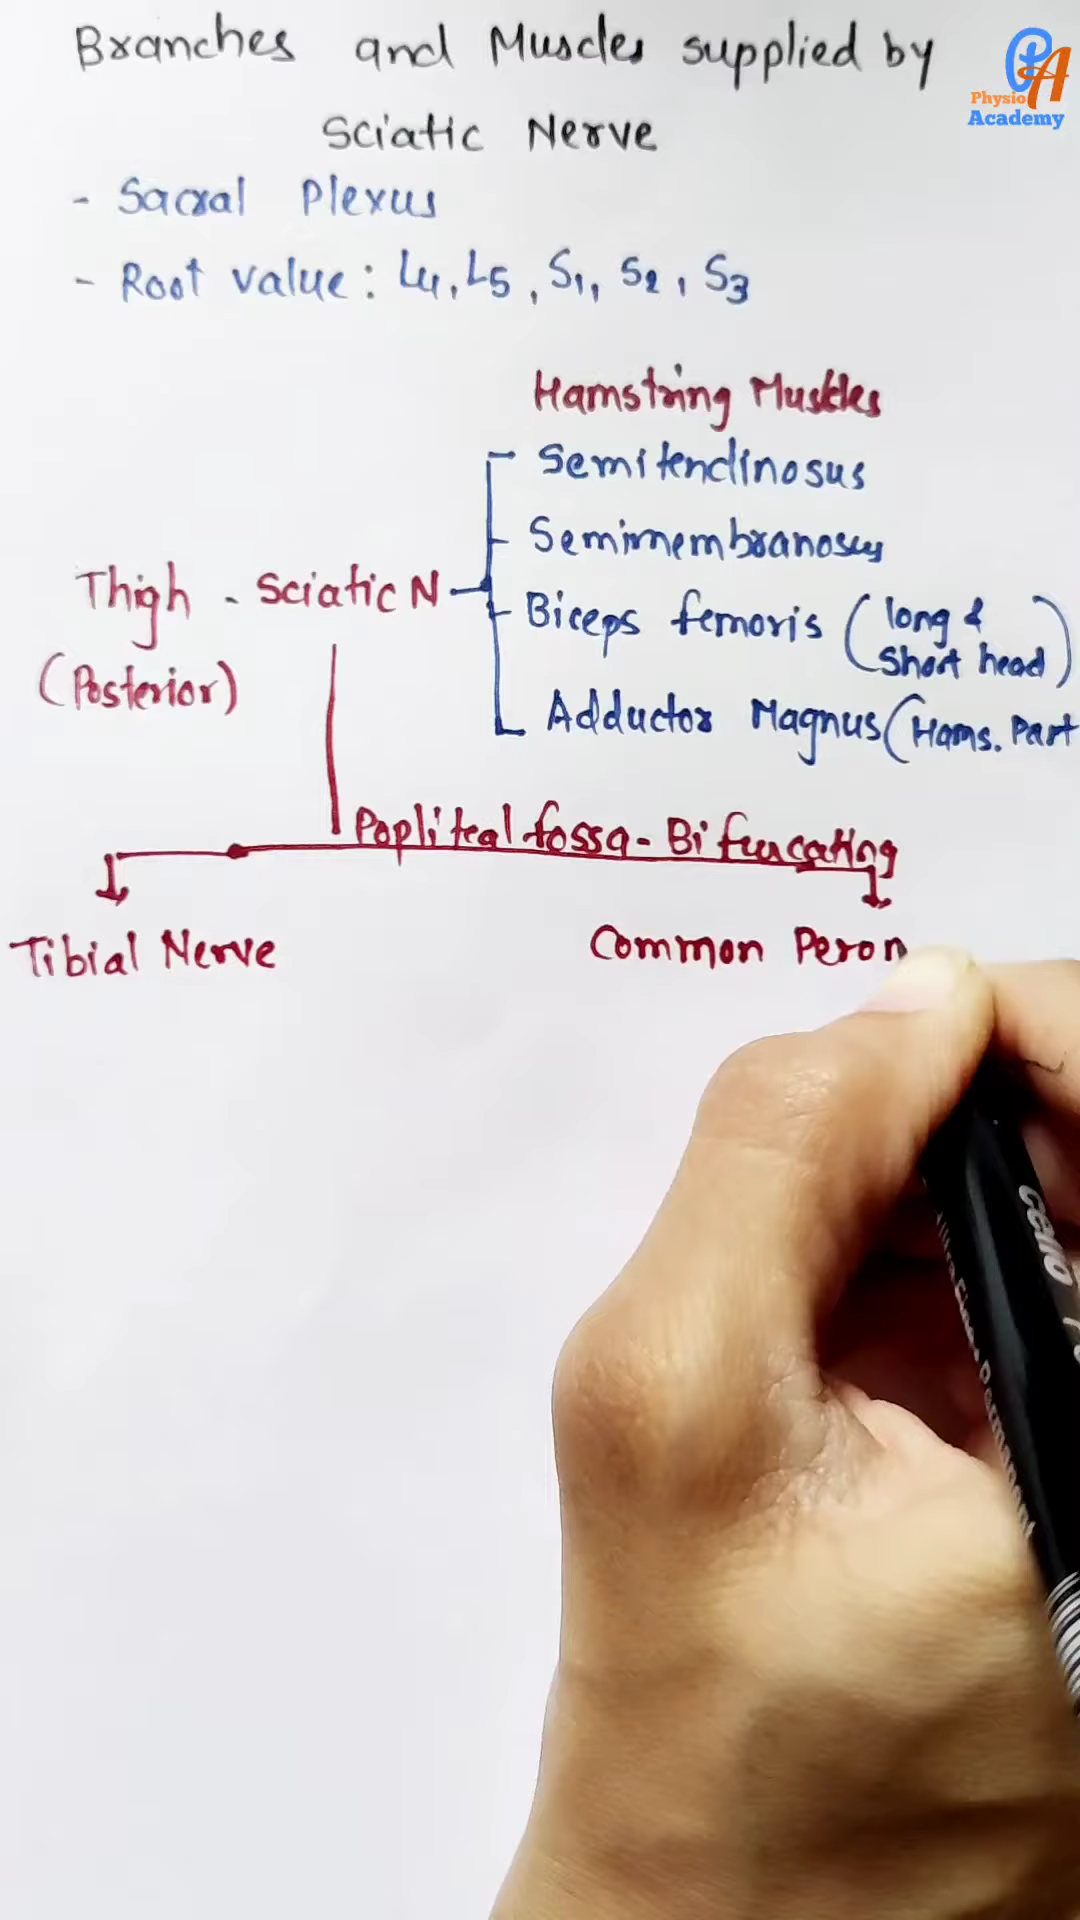 Branches and Muscles supplied by
Sciatic Nerve
Physio
Academy
- Sacral Plexus
- Root value: L4, L5, S1, S2, S3
Hamstring Muscles
Semitendinosus
Semimembranosus
Thigh - Sciatic N
Biceps femoris (long & short head)
(Posterior)
Adductor Magnus (Hams. Part
Popliteal fossa - Bifurcating
Tibial Nerve
Common Peron
cello